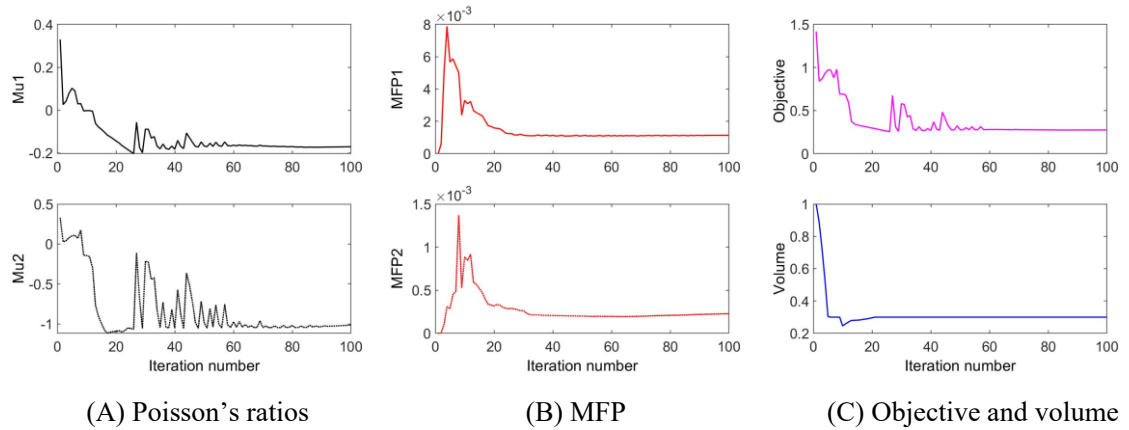 0.4
0.2
0
-0.2
Mu1
0 20 40 60 80 100
0.5
0
-0.5
-1
Mu2
0 20 40 60 80 100
Iteration number
(A) Poisson’s ratios
×10⁻³
8
6
4
2
0
MFP1
0 20 40 60 80 100
×10⁻³
1.5
1
0.5
0
MFP2
0 20 40 60 80 100
Iteration number
(B) MFP
1.5
1
0.5
0
Objective
0 20 40 60 80 100
1
0.8
0.6
0.4
0.2
Volume
0 20 40 60 80 100
Iteration number
(C) Objective and volume